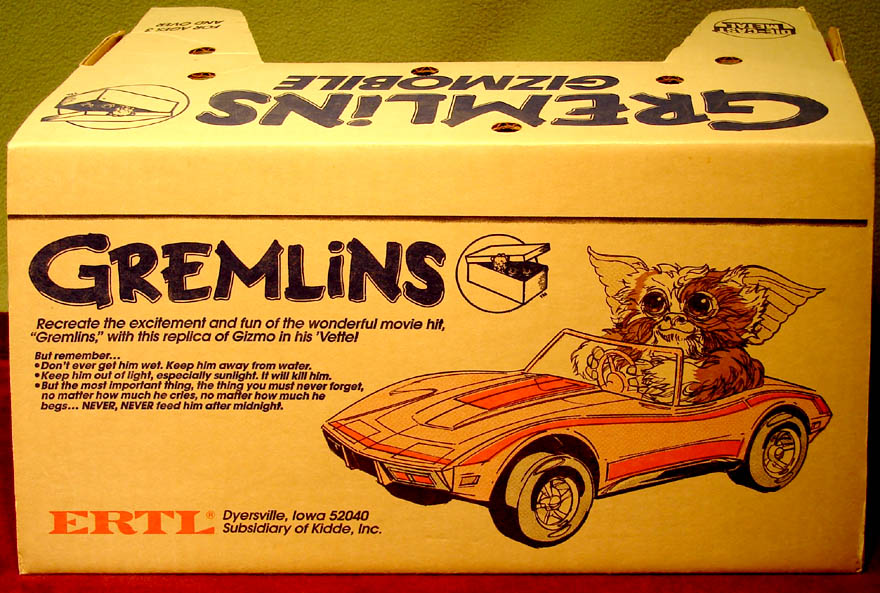 FOR AGES 3
AND OVER
DIE-CAST
METAL
GREMLiNS
GIZMOBILE
GREMLiNS
TM
Recreate the excitement and fun of the wonderful movie hit,
"Gremlins," with this replica of Gizmo in his 'Vette!
But remember...
•Don't ever get him wet. Keep him away from water.
•Keep him out of light, especially sunlight. It will kill him.
•But the most important thing, the thing you must never forget,
no matter how much he cries, no matter how much he
begs... NEVER, NEVER feed him after midnight.
ERTL® Dyersville, Iowa 52040
Subsidiary of Kidde, Inc.